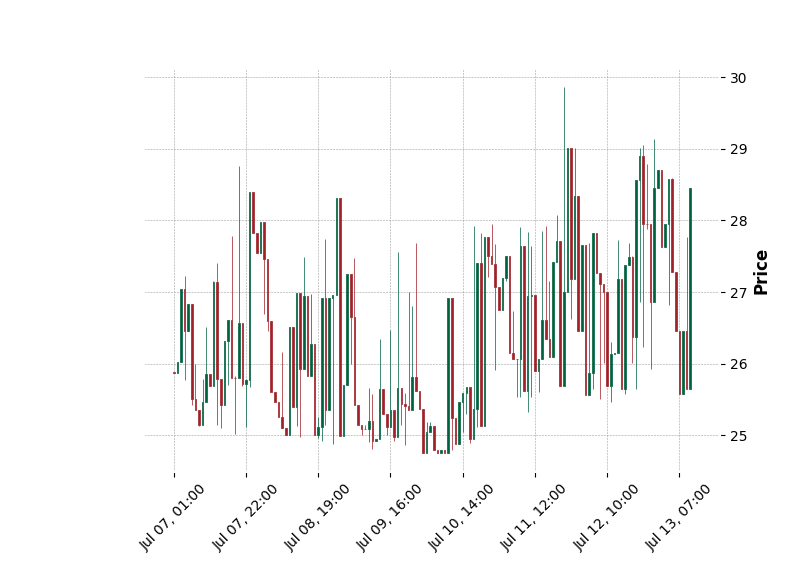 30
29
28
27
26
25
Price
Jul 07, 01:00
Jul 07, 22:00
Jul 08, 19:00
Jul 09, 16:00
Jul 10, 14:00
Jul 11, 12:00
Jul 12, 10:00
Jul 13, 07:00